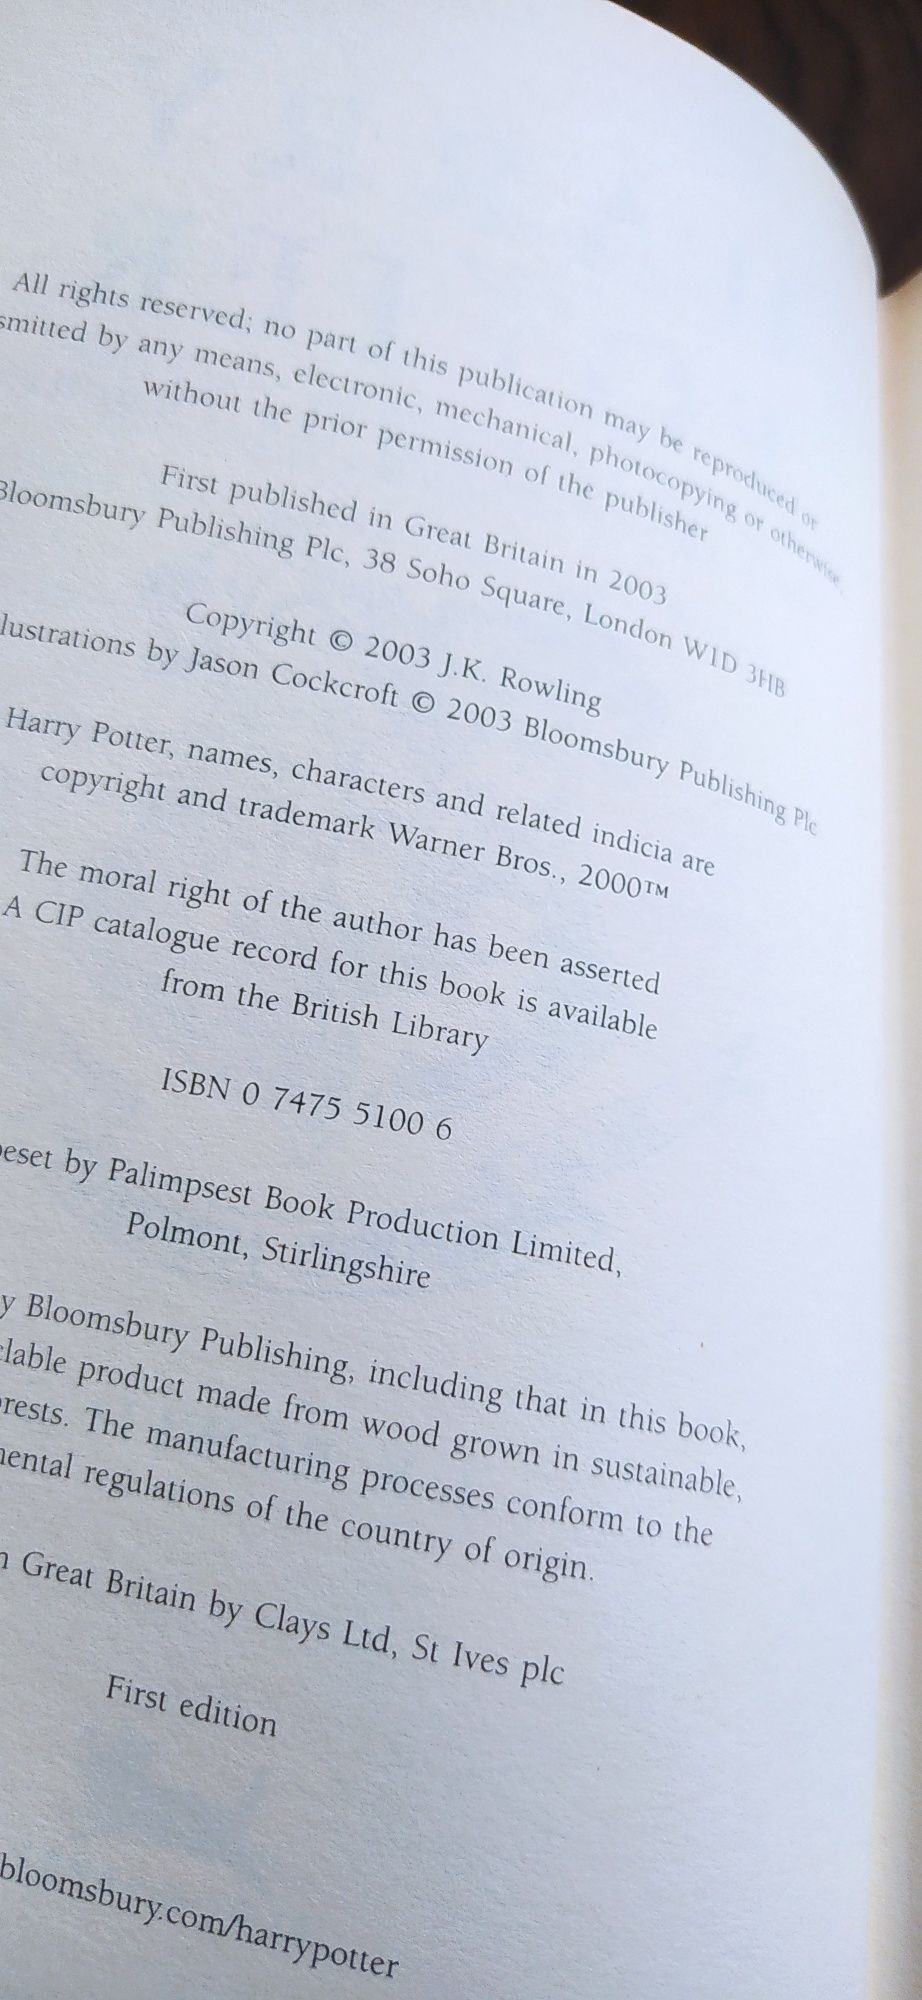 All rights reserved; no part of this publication may be reproduced or
smitted by any means, electronic, mechanical, photocopying or otherwise,
without the prior permission of the publisher
First published in Great Britain in 2003
Bloomsbury Publishing Plc, 38 Soho Square, London W1D 3HB
Copyright © 2003 J.K. Rowling
lustrations by Jason Cockcroft © 2003 Bloomsbury Publishing Plc
Harry Potter, names, characters and related indicia are
copyright and trademark Warner Bros., 2000™
The moral right of the author has been asserted
A CIP catalogue record for this book is available
from the British Library
ISBN 0 7475 5100 6
eset by Palimpsest Book Production Limited,
Polmont, Stirlingshire
y Bloomsbury Publishing, including that in this book,
lable product made from wood grown in sustainable,
rests. The manufacturing processes conform to the
ental regulations of the country of origin.
n Great Britain by Clays Ltd, St Ives plc
First edition
bloomsbury.com/harrypotter